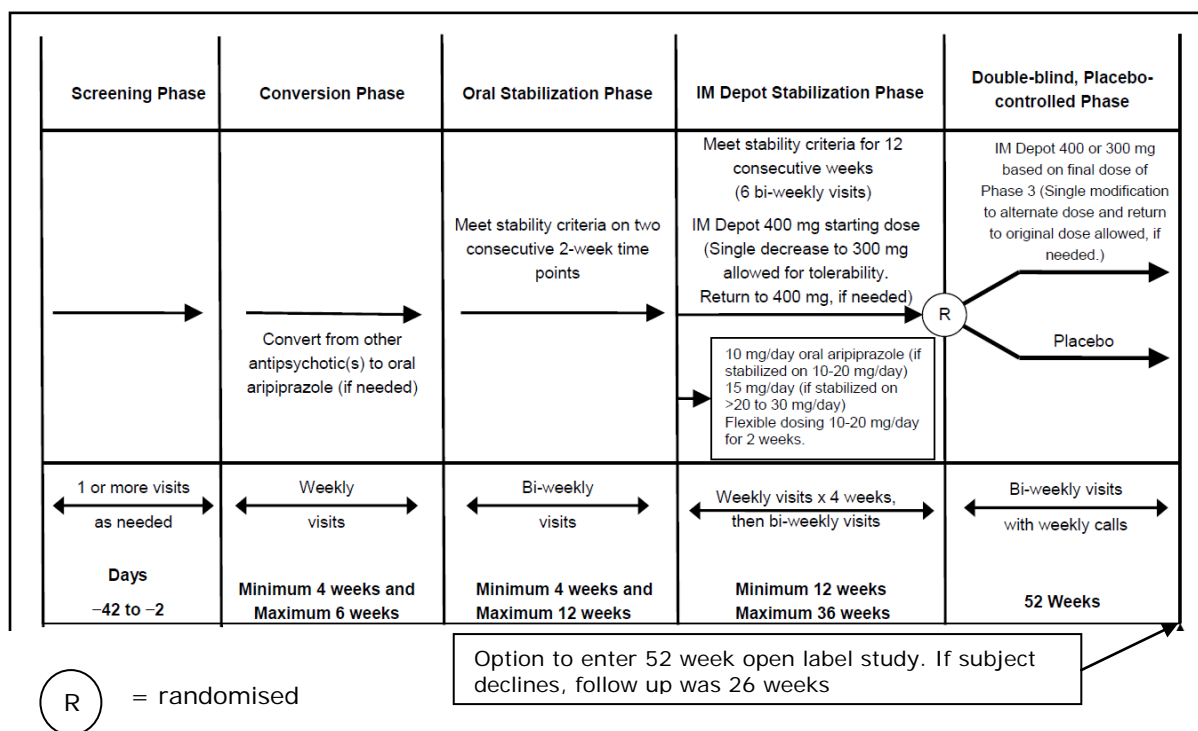 Screening Phase
Conversion Phase
Oral Stabilization Phase
IM Depot Stabilization Phase
Double-blind, Placebo-
controlled Phase
Convert from other
antipsychotic(s) to oral
aripiprazole (if needed)
Meet stability criteria on two
consecutive 2-week time
points
Meet stability criteria for 12
consecutive weeks
(6 bi-weekly visits)
IM Depot 400 mg starting dose
(Single decrease to 300 mg
allowed for tolerability.
Return to 400 mg, if needed)
10 mg/day oral aripiprazole (if
stabilized on 10-20 mg/day)
15 mg/day (if stabilized on
>20 to 30 mg/day)
Flexible dosing 10-20 mg/day
for 2 weeks.
R
IM Depot 400 or 300 mg
based on final dose of
Phase 3 (Single modification
to alternate dose and return
to original dose allowed, if
needed.)
Placebo
1 or more visits
as needed
Weekly
visits
Bi-weekly
visits
Weekly visits x 4 weeks,
then bi-weekly visits
Bi-weekly visits
with weekly calls
Days
−42 to −2
Minimum 4 weeks and
Maximum 6 weeks
Minimum 4 weeks and
Maximum 12 weeks
Minimum 12 weeks
Maximum 36 weeks
52 Weeks
Option to enter 52 week open label study. If subject
declines, follow up was 26 weeks
R = randomised